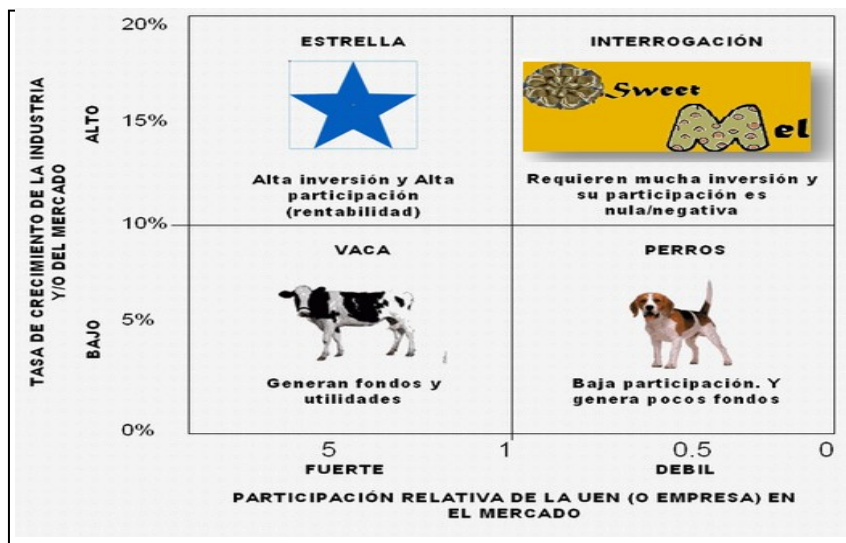 20%
ESTRELLA
INTERROGACIÓN
Sweet
Mel
15%
ALTO
Alta inversión y Alta
participación
(rentabilidad)
Requieren mucha inversión y
su participación es
nula/negativa
10%
TASA DE CRECIMIENTO DE LA INDUSTRIA
Y/O DEL MERCADO
VACA
PERROS
5%
BAJO
Generan fondos y
utilidades
Baja participación. Y
genera pocos fondos
0%
5
1
0.5
0
FUERTE
DEBIL
PARTICIPACIÓN RELATIVA DE LA UEN (O EMPRESA) EN
EL MERCADO